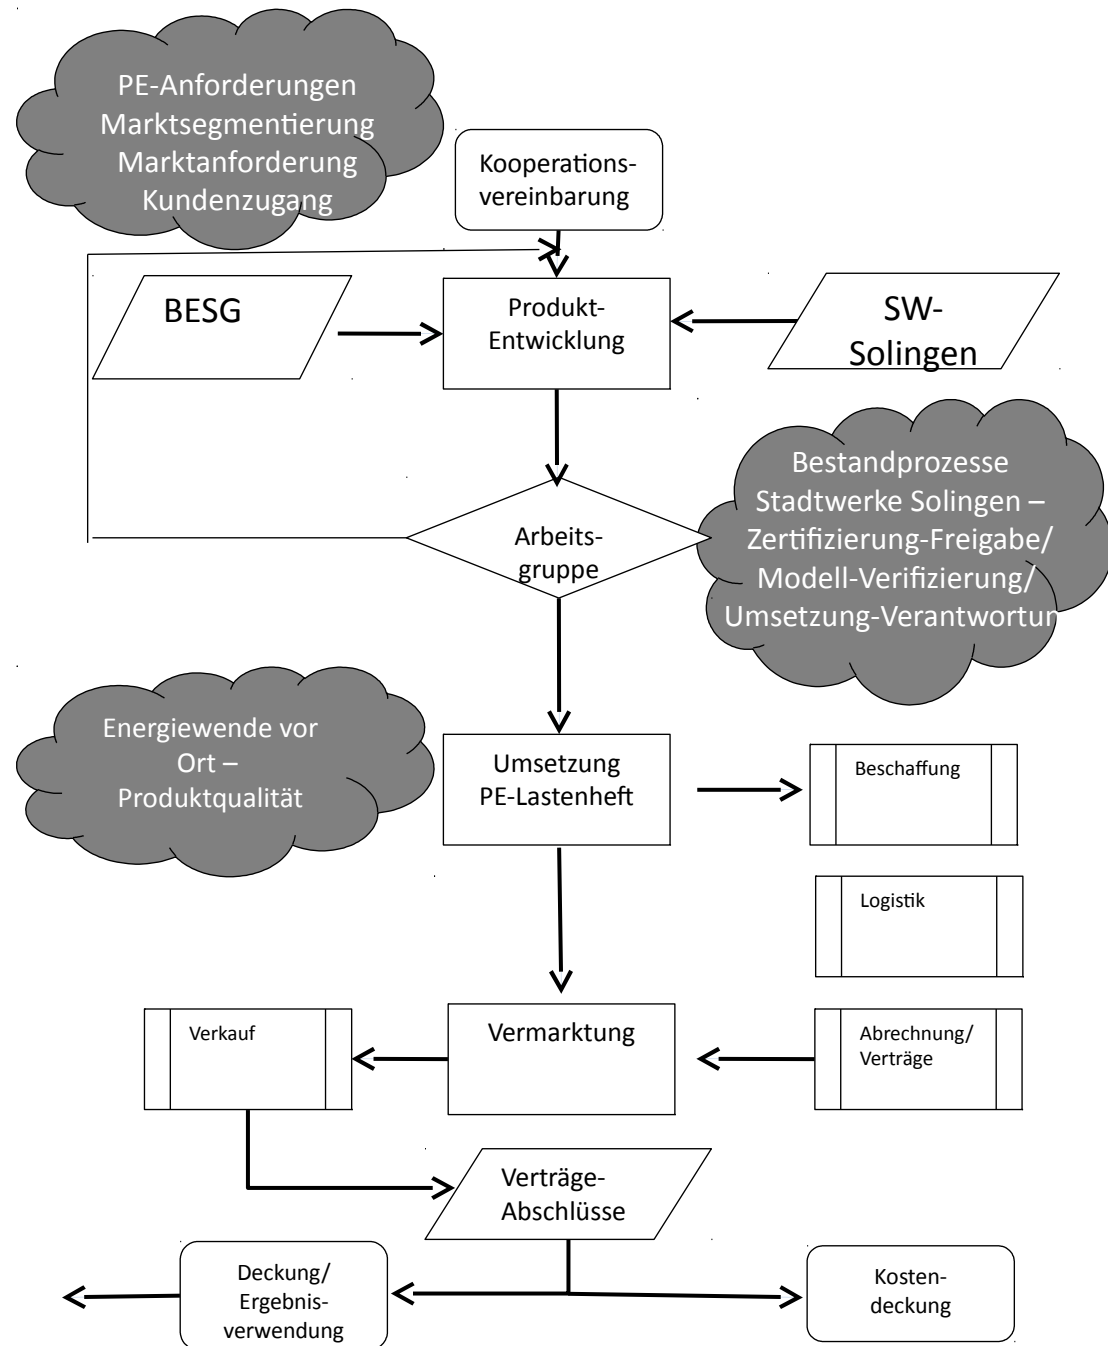 PE-Anforderungen
Marktsegmentierung
Marktanforderung
Kundenzugang
Kooperations-
vereinbarung
BESG
Produkt-
Entwicklung
SW-
Solingen
Bestandprozesse
Stadtwerke Solingen –
Zertifizierung-Freigabe/
Modell-Verifizierung/
Umsetzung-Verantwortun
Arbeits-
gruppe
Energiewende vor
Ort –
Produktqualität
Umsetzung
PE-Lastenheft
Beschaffung
Logistik
Verkauf
Vermarktung
Abrechnung/
Verträge
Verträge-
Abschlüsse
Deckung/
Ergebnis-
verwendung
Kosten-
deckung